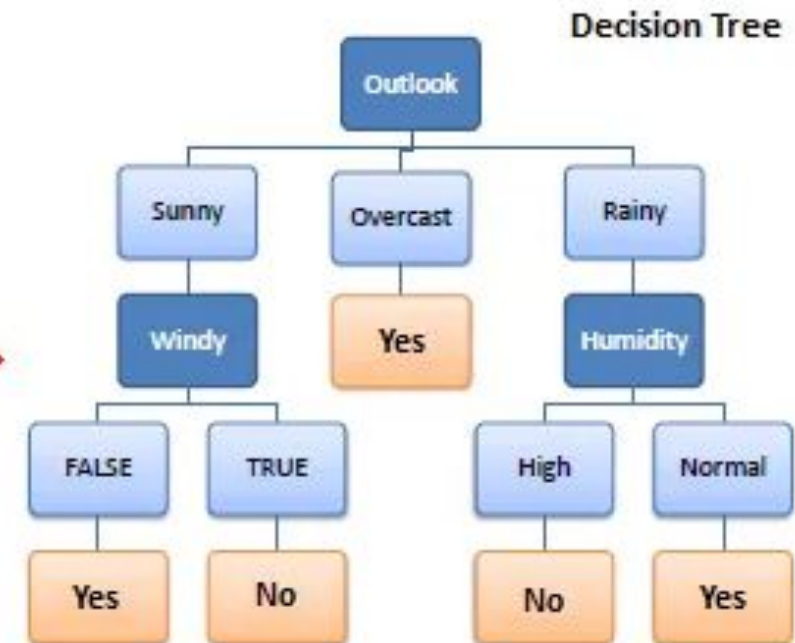 Decision Tree
Outlook
Sunny
Overcast
Rainy
Windy
Yes
Humidity
FALSE
TRUE
High
Normal
Yes
No
No
Yes